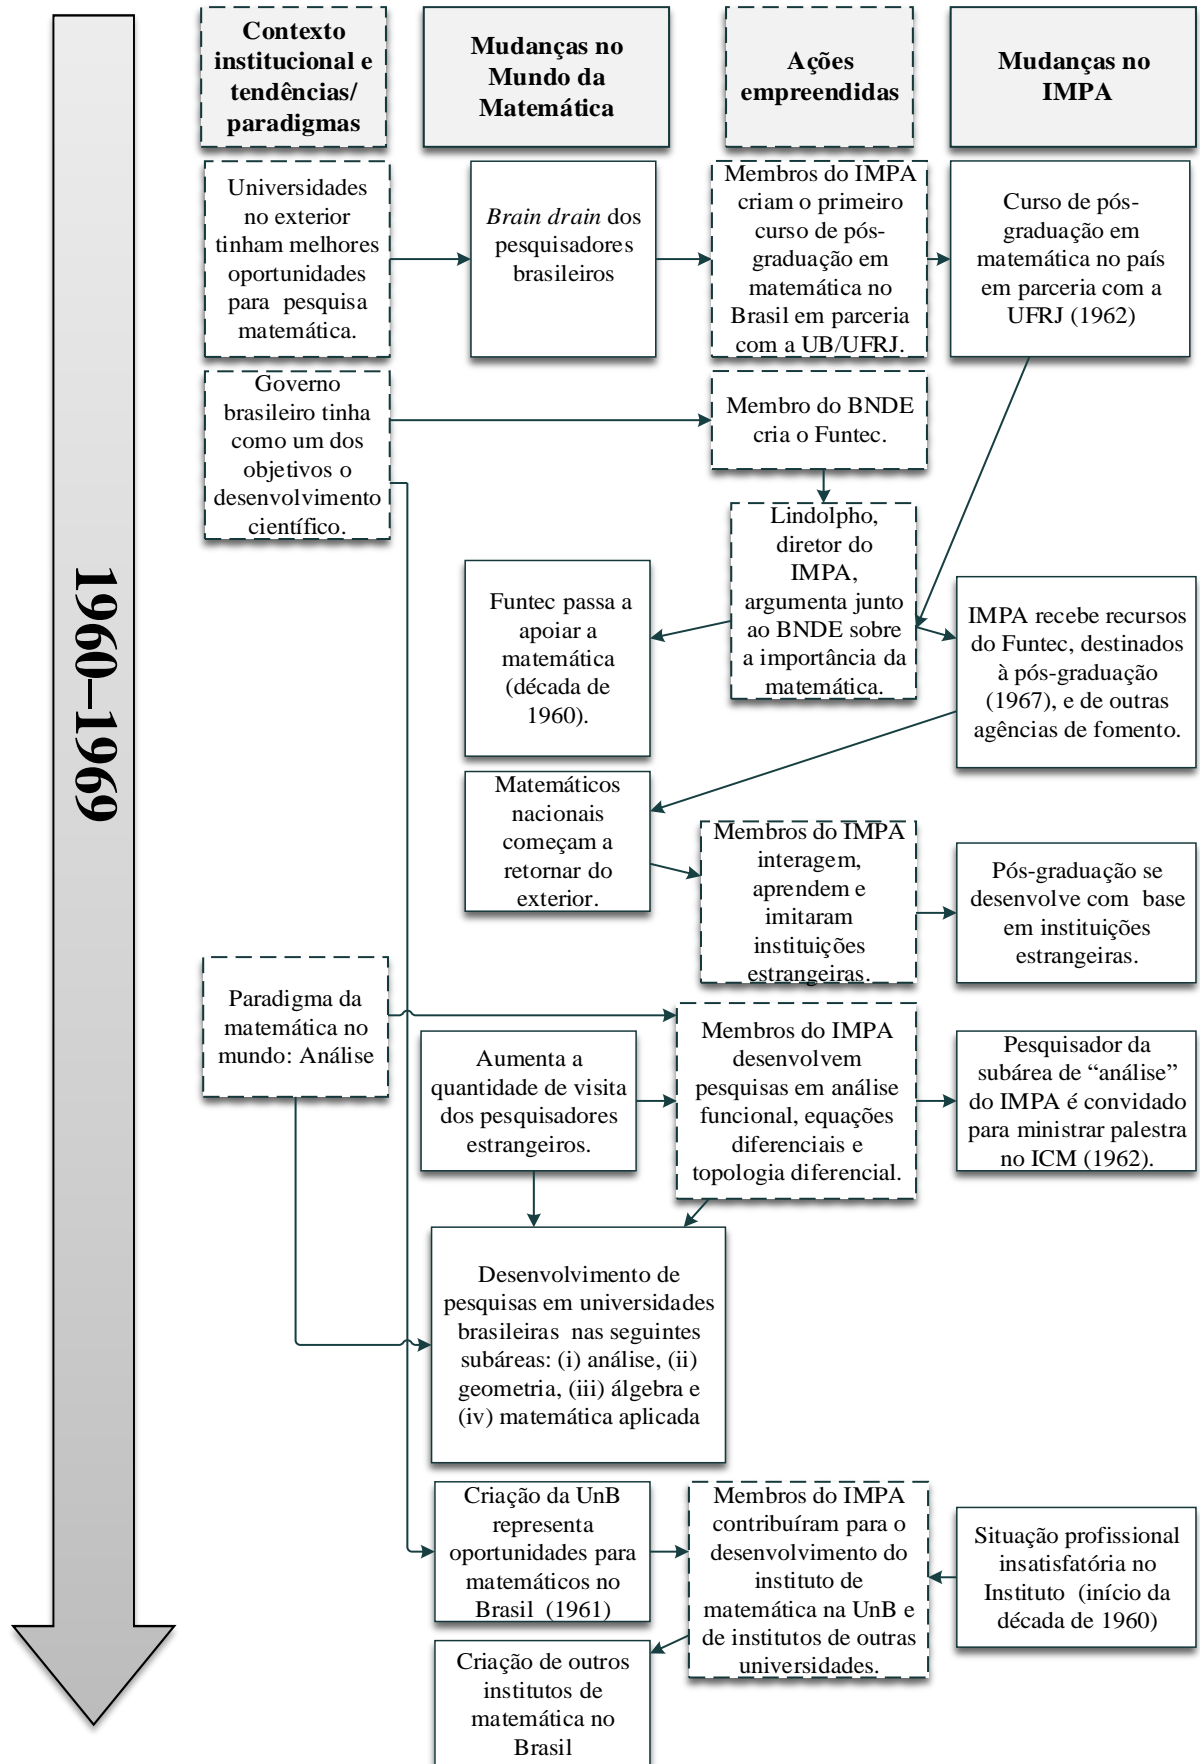 1960–1969
Contexto
institucional e
tendências/
paradigmas
Mudanças no
Mundo da
Matemática
Ações
empreendidas
Mudanças no
IMPA
Universidades
no exterior
tinham melhores
oportunidades
para pesquisa
matemática.
Brain drain dos
pesquisadores
brasileiros
Membros do IMPA
criam o primeiro
curso de pós-
graduação em
matemática no
Brasil em parceria
com a UB/UFRJ.
Curso de pós-
graduação em
matemática no país
em parceria com a
UFRJ (1962)
Governo
brasileiro tinha
como um dos
objetivos o
desenvolvimento
científico.
Membro do BNDE
cria o Funtec.
Lindolpho,
diretor do
IMPA,
argumenta junto
ao BNDE sobre
a importância da
matemática.
Funtec passa a
apoiar a
matemática
(década de
1960).
IMPA recebe recursos
do Funtec, destinados
à pós-graduação
(1967), e de outras
agências de fomento.
Matemáticos
nacionais
começam a
retornar do
exterior.
Membros do IMPA
interagem,
aprendem e
imitaram
instituições
estrangeiras.
Pós-graduação se
desenvolve com base
em instituições
estrangeiras.
Paradigma da
matemática no
mundo: Análise
Aumenta a
quantidade de visita
dos pesquisadores
estrangeiros.
Membros do IMPA
desenvolvem
pesquisas em análise
funcional, equações
diferenciais e
topologia diferencial.
Pesquisador da
subárea de “análise”
do IMPA é convidado
para ministrar palestra
no ICM (1962).
Desenvolvimento de
pesquisas em universidades
brasileiras nas seguintes
subáreas: (i) análise, (ii)
geometria, (iii) álgebra e
(iv) matemática aplicada
Criação da UnB
representa
oportunidades para
matemáticos no
Brasil (1961)
Membros do IMPA
contribuíram para o
desenvolvimento do
instituto de
matemática na UnB e
de institutos de outras
universidades.
Situação profissional
insatisfatória no
Instituto (início da
década de 1960)
Criação de outros
institutos de
matemática no
Brasil